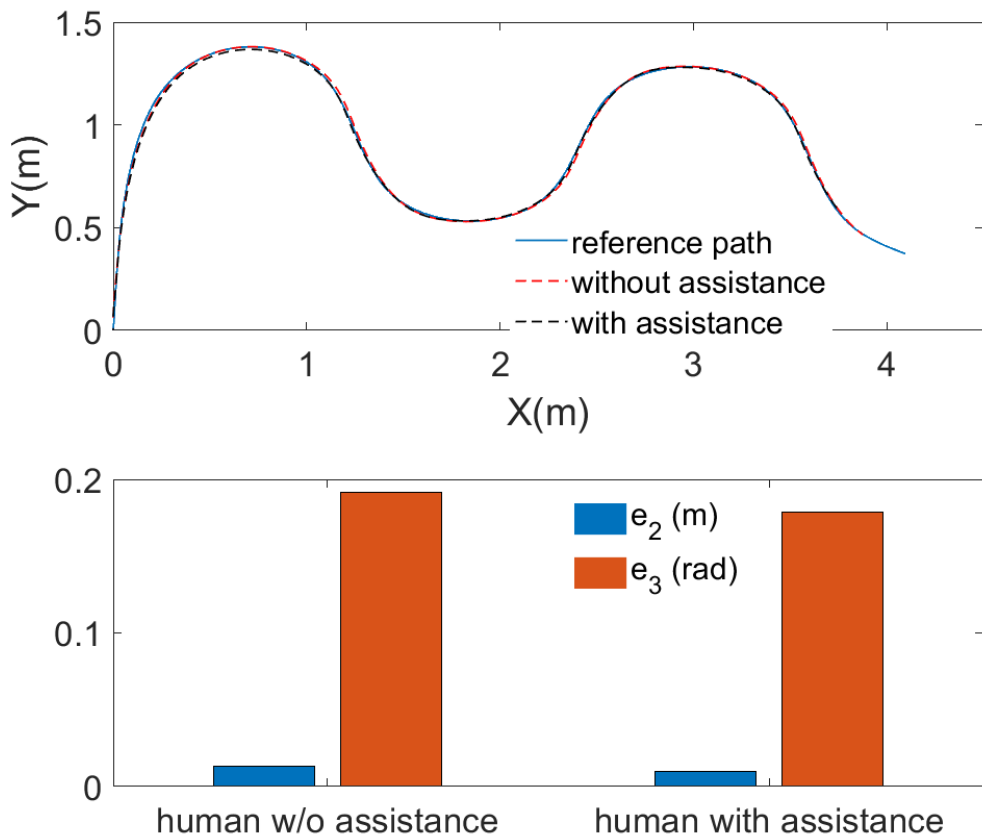 1.5
1
0.5
0
Y(m)
reference path
without assistance
with assistance
0 1 2 3 4
X(m)
0.2
0.1
0
e2 (m)
e3 (rad)
human w/o assistance human with assistance